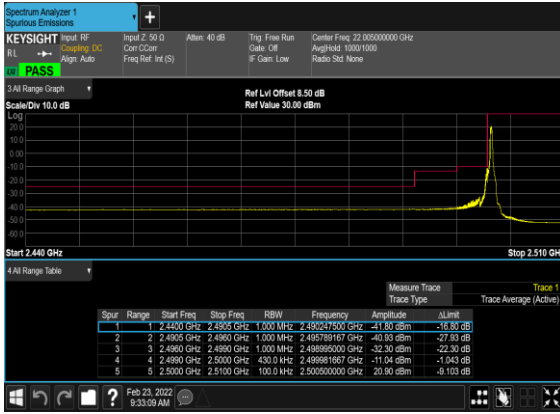 Spectrum Analyzer 1
Spurious Emissions
+
KEYSIGHT Input: RF Input Z: 50 Ω Atten: 40 dB Trig: Free Run Center Freq: 22.005000000 GHz
RL Coupling: DC Corr CCorr Gate: Off Avg|Hold: 1000/1000
Align: Auto Freq Ref: Int (S) IF Gain: Low Radio Std: None
PASS
3 All Range Graph
Ref Lvl Offset 8.50 dB
Scale/Div 10.0 dB Ref Value 30.00 dBm
Log
20.0
10.0
0.00
-10.0
-20.0
-30.0
-40.0
-50.0
-60.0
Start 2.440 GHz Stop 2.510 GH
4 All Range Table
Measure Trace Trace 1
Trace Type Trace Average (Active)
Spur Range Start Freq Stop Freq RBW Frequency Amplitude ΔLimit
1 1 2.4400 GHz 2.4905 GHz 1.000 MHz 2.490247500 GHz -41.80 dBm -16.80 dB
2 2 2.4905 GHz 2.4960 GHz 1.000 MHz 2.495789167 GHz -40.93 dBm -27.93 dB
3 3 2.4960 GHz 2.4990 GHz 1.000 MHz 2.498995000 GHz -32.30 dBm -22.30 dB
4 4 2.4990 GHz 2.5000 GHz 430.0 kHz 2.499981667 GHz -11.04 dBm -1.043 dB
5 5 2.5000 GHz 2.5100 GHz 100.0 kHz 2.500500000 GHz 20.90 dBm -9.103 dB
? Feb 23, 2022
9:33:09 AM